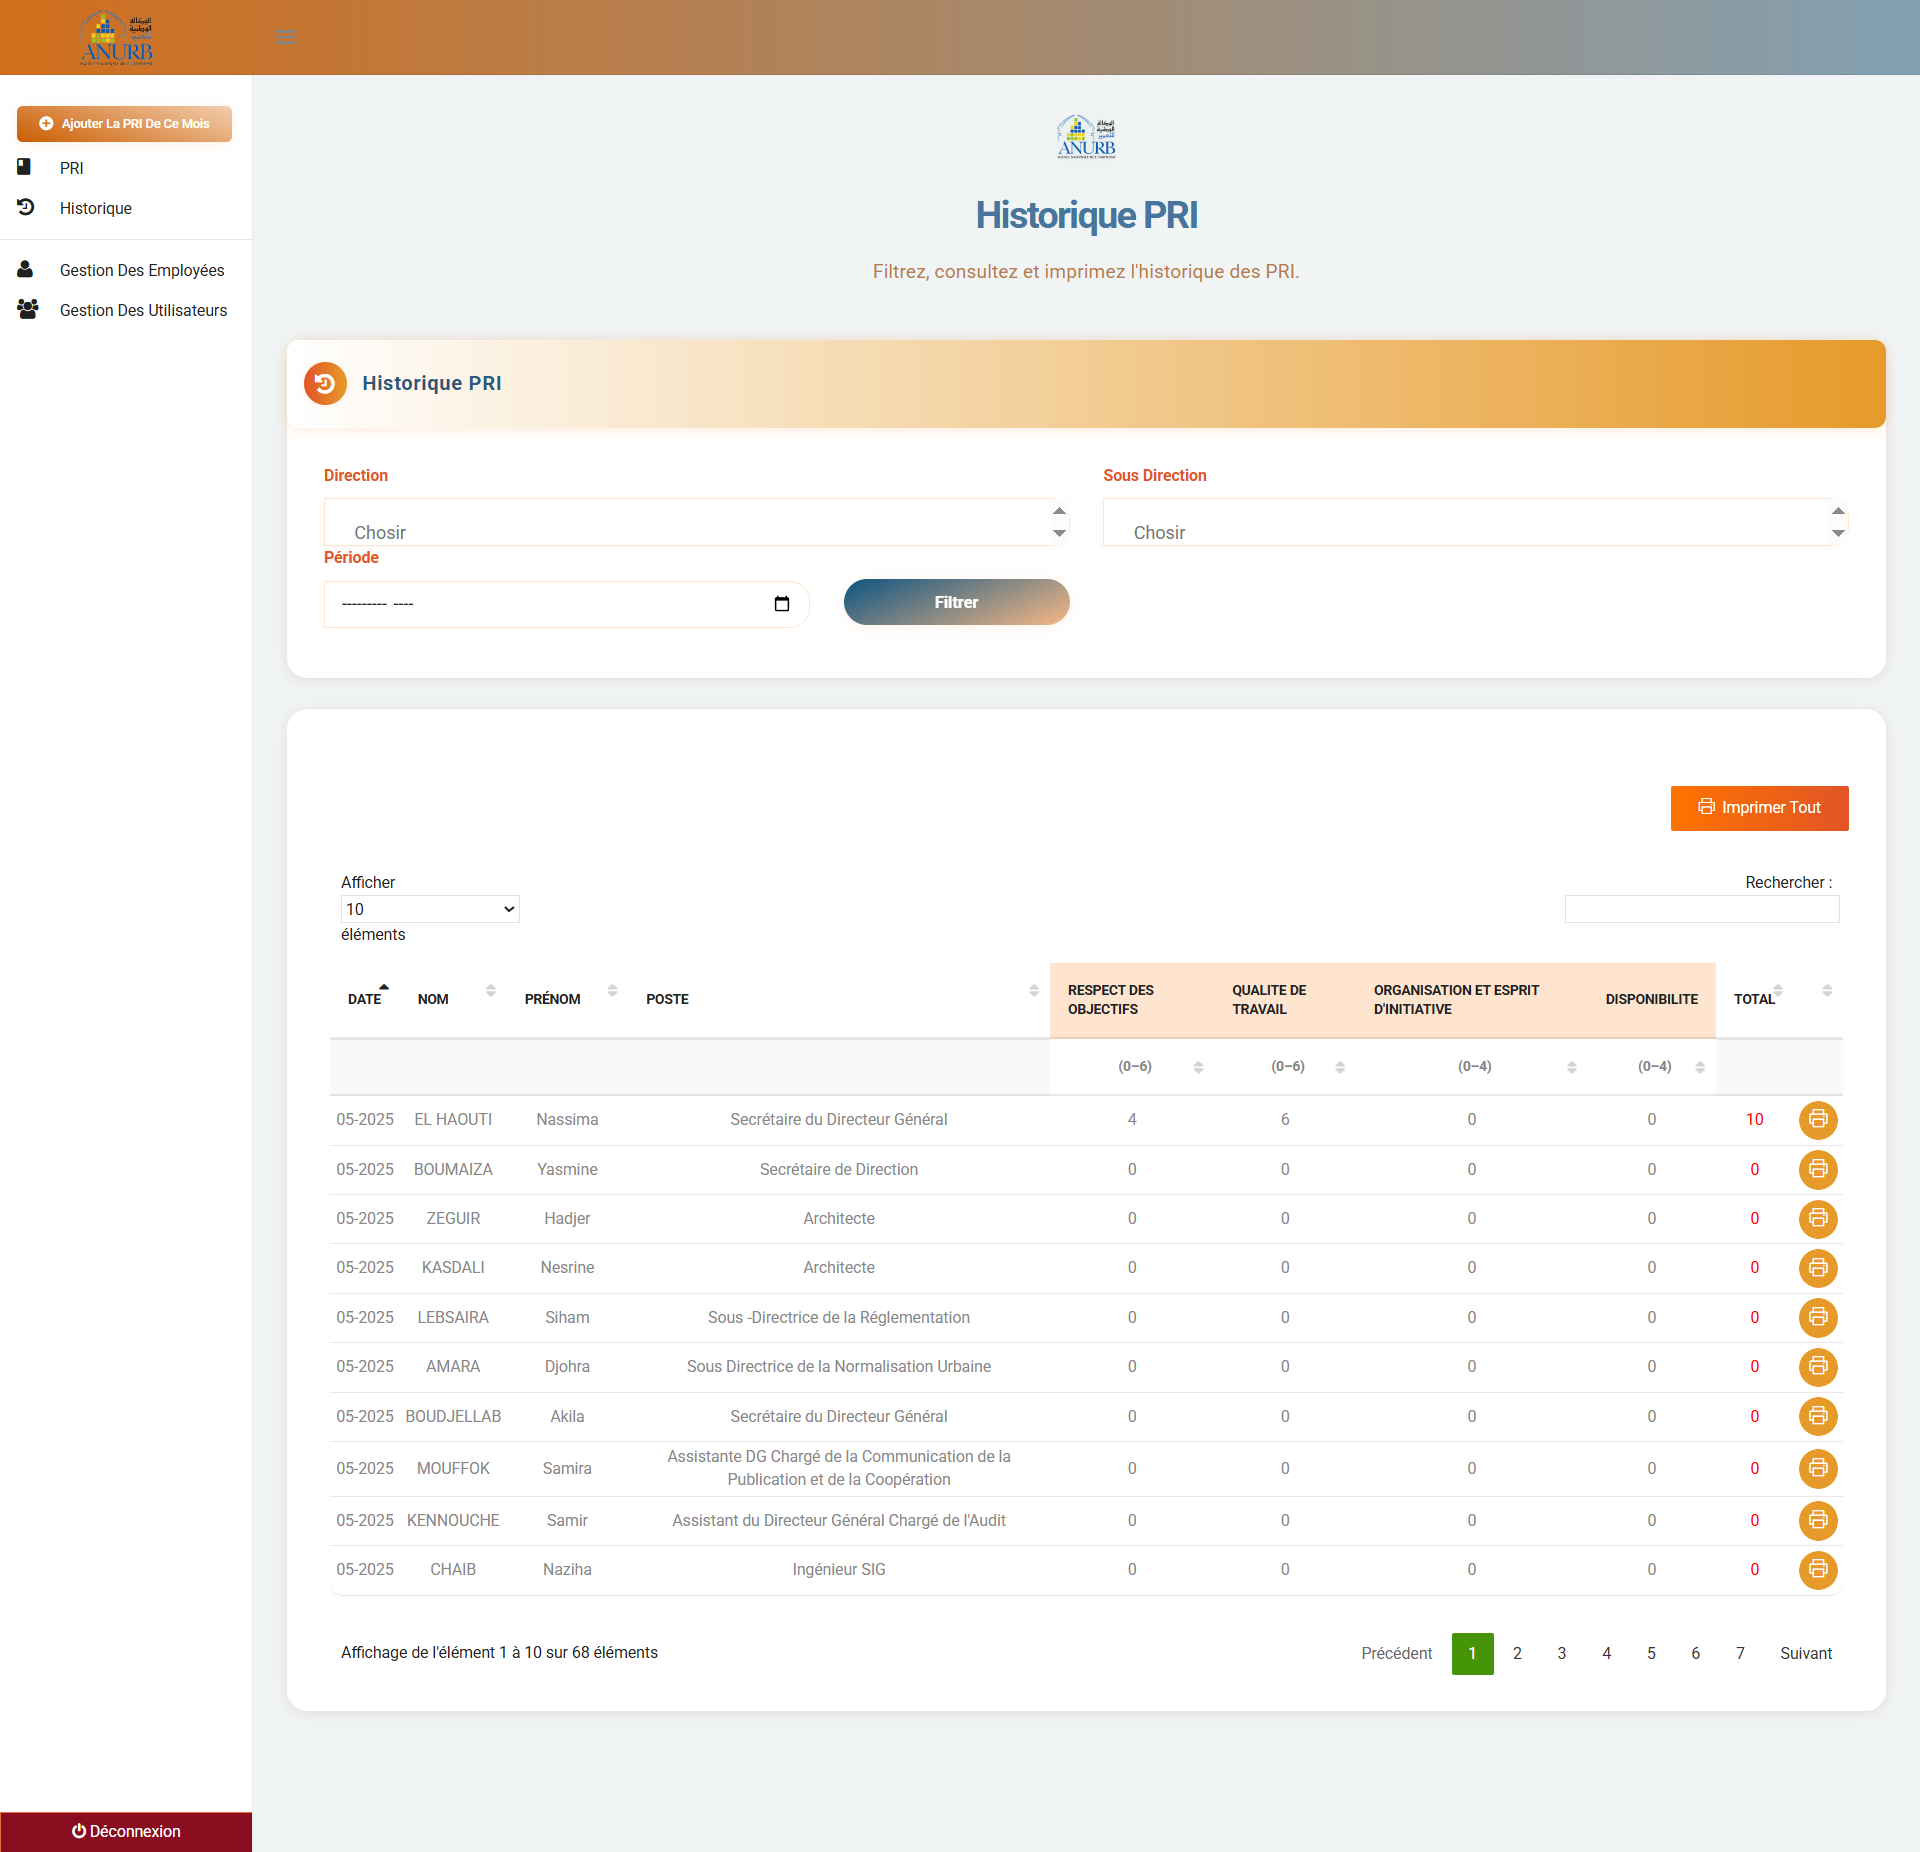 الوكالة
الوطنية
للتعمير
ANURB
Ajouter La PRI De Ce Mois
PRI
Historique
Gestion Des Employées
Gestion Des Utilisateurs
Déconnexion
الوكالة
الوطنية
للتعمير
ANURB
AGENCE NATIONALE DE L'URBANISME
Historique PRI
Filtrez, consultez et imprimez l'historique des PRI.
Historique PRI
Direction
Sous Direction
Chosir
Chosir
Période
--------- ----
Filtrer
Imprimer Tout
Afficher
10
éléments
Rechercher :
DATE NOM PRÉNOM POSTE RESPECT DES OBJECTIFS QUALITE DE TRAVAIL ORGANISATION ET ESPRIT D'INITIATIVE DISPONIBILITE TOTAL
(0–6) (0–6) (0–4) (0–4)
05-2025 EL HAOUTI Nassima Secrétaire du Directeur Général 4 6 0 0 10
05-2025 BOUMAIZA Yasmine Secrétaire de Direction 0 0 0 0 0
05-2025 ZEGUIR Hadjer Architecte 0 0 0 0 0
05-2025 KASDALI Nesrine Architecte 0 0 0 0 0
05-2025 LEBSAIRA Siham Sous -Directrice de la Réglementation 0 0 0 0 0
05-2025 AMARA Djohra Sous Directrice de la Normalisation Urbaine 0 0 0 0 0
05-2025 BOUDJELLAB Akila Secrétaire du Directeur Général 0 0 0 0 0
05-2025 MOUFFOK Samira Assistante DG Chargé de la Communication de la Publication et de la Coopération 0 0 0 0 0
05-2025 KENNOUCHE Samir Assistant du Directeur Général Chargé de l'Audit 0 0 0 0 0
05-2025 CHAIB Naziha Ingénieur SIG 0 0 0 0 0
Affichage de l'élément 1 à 10 sur 68 éléments
Précédent 1 2 3 4 5 6 7 Suivant